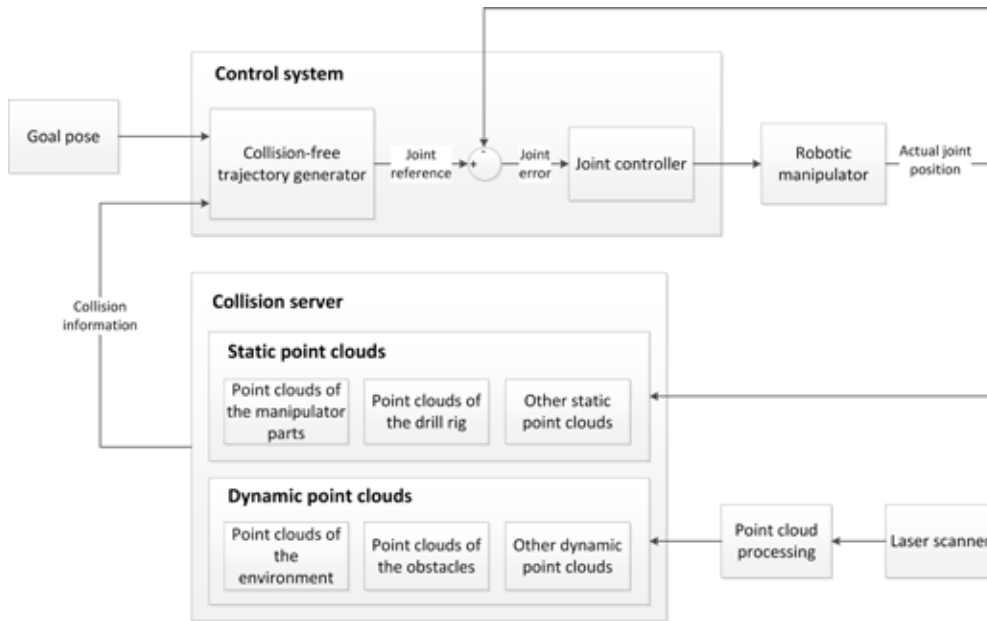 Control system
Goal pose
Collision-free
trajectory generator
Joint
reference
+
-
Joint
error
Joint controller
Robotic
manipulator
Actual joint
position
Collision
information
Collision server
Static point clouds
Point clouds of
the manipulator
parts
Point clouds of
the drill rig
Other static
point clouds
Dynamic point clouds
Point clouds of
the
environment
Point clouds of
the obstacles
Other dynamic
point clouds
Point cloud
processing
Laser scanner